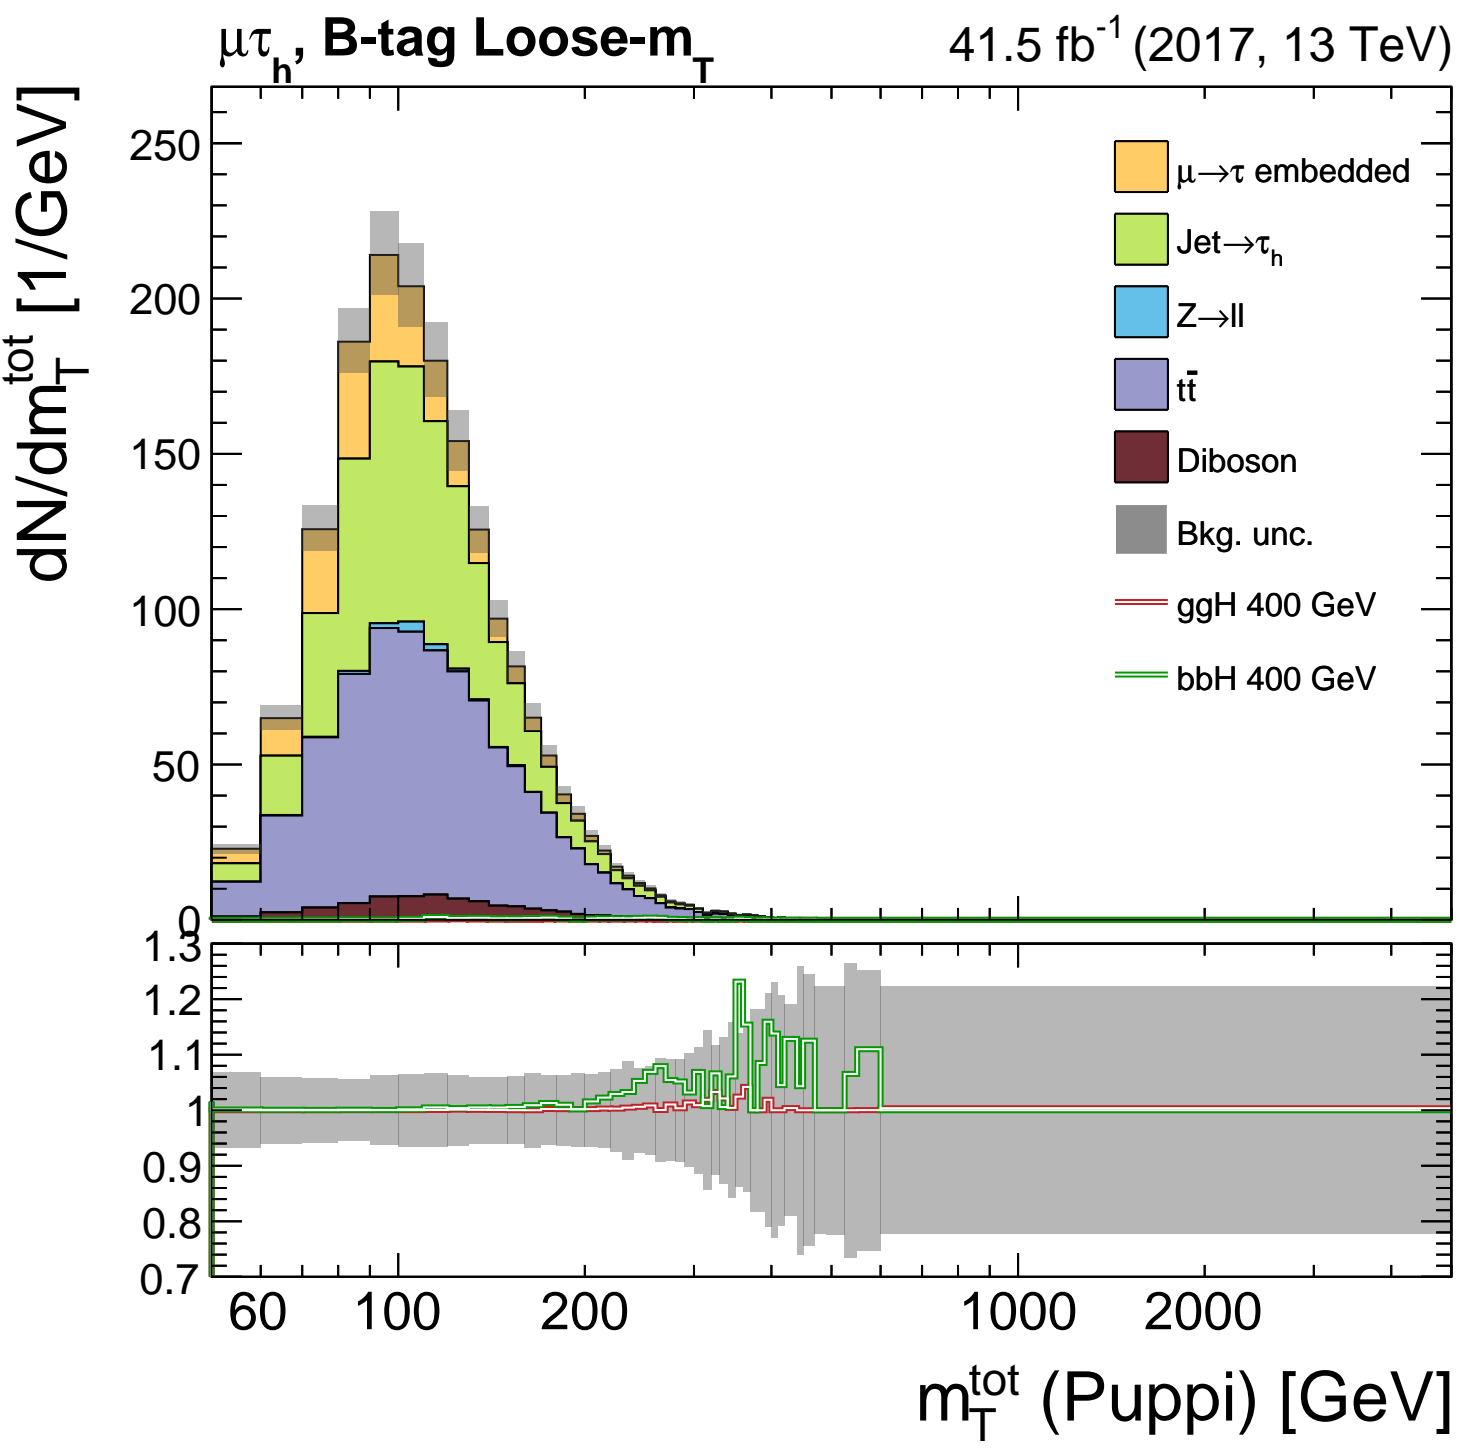 μτh, B-tag Loose-mT
41.5 fb-1 (2017, 13 TeV)
dN/dmTtot [1/GeV]
250
200
150
100
50
0
μ→τ embedded
Jet→τh
Z→ll
tt̄
Diboson
Bkg. unc.
ggH 400 GeV
bbH 400 GeV
1.3
1.2
1.1
1
0.9
0.8
0.7
60 100 200 1000 2000
mTtot (Puppi) [GeV]